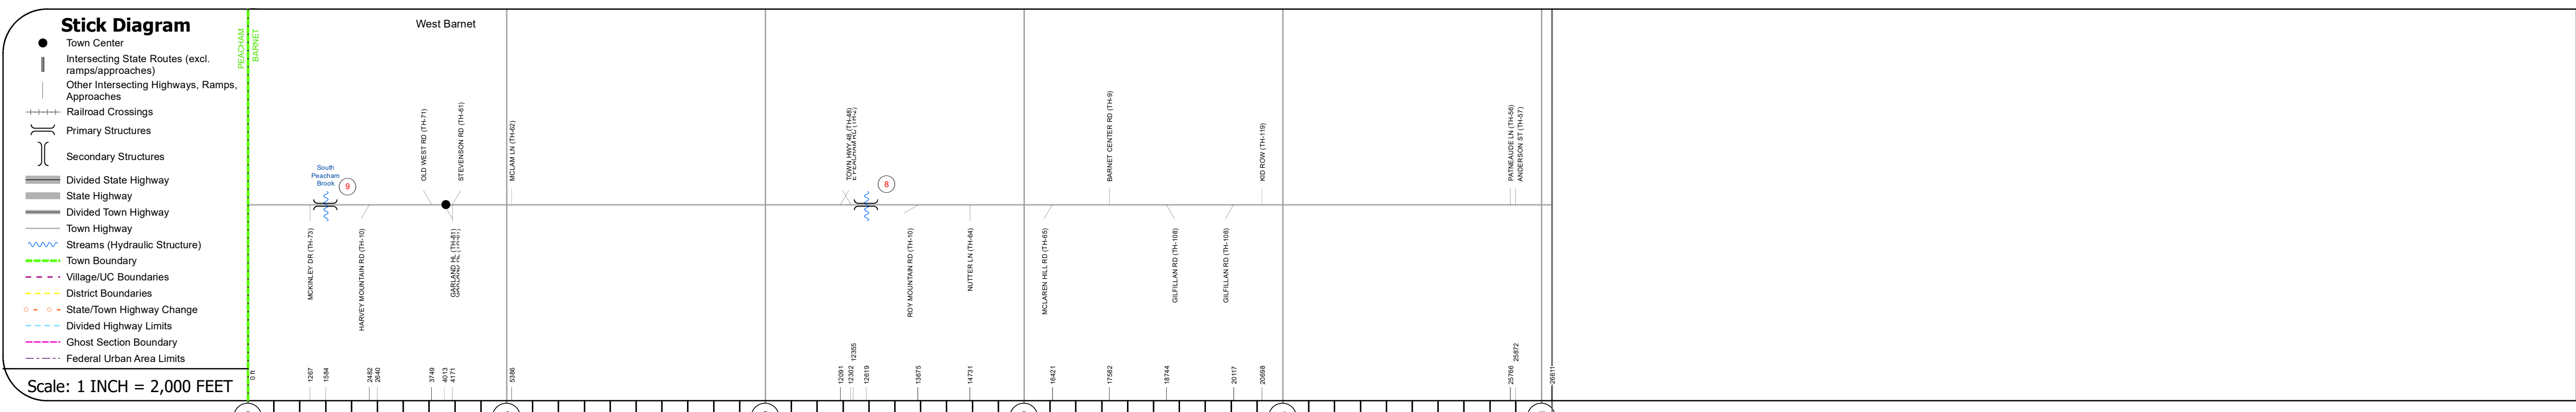 Stick Diagram
Town Center
Intersecting State Routes (excl.
ramps/approaches)
Other Intersecting Highways, Ramps,
Approaches
Railroad Crossings
Primary Structures
Secondary Structures
Divided State Highway
State Highway
Divided Town Highway
Town Highway
Streams (Hydraulic Structure)
Town Boundary
Village/UC Boundaries
District Boundaries
State/Town Highway Change
Divided Highway Limits
Ghost Section Boundary
Federal Urban Area Limits
Scale: 1 INCH = 2,000 FEET
PEACHAM
BARNET
West Barnet
OLD WEST RD (TH-71)
STEVENSON RD (TH-61)
MCLAM LN (TH-62)
TOWN HWY 48 (TH-48)
BARNET CENTER RD (TH-9)
KID ROW (TH-119)
PATNEAUDE LN (TH-56)
ANDERSON ST (TH-57)
South
Peacham
Brook
9
8
MCKINLEY DR (TH-73)
HARVEY MOUNTAIN RD (TH-10)
GARLAND HL (TH-81)
ROY MOUNTAIN RD (TH-10)
NUTTER LN (TH-64)
MCLAREN HILL RD (TH-65)
GILFILLAN RD (TH-108)
GILFILLAN RD (TH-108)
0 ft
1267
1584
2482
2640
3749
4013
4171
5386
12091
12302
12355
12619
13675
14731
16421
17582
18744
20117
20698
25766
25872
26611